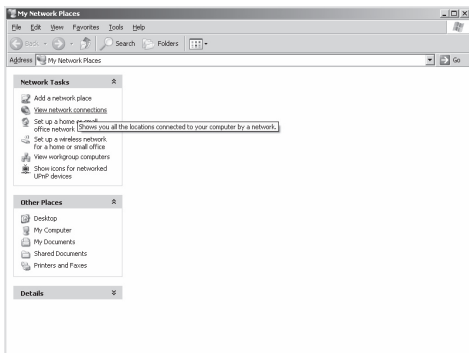 My Network Places
File Edit View Favorites Tools Help
Back Search Folders
Address My Network Places Go
Network Tasks
Add a network place
View network connections
Set up a home or small
office network
Shows you all the locations connected to your computer by a network.
Set up a wireless network
for a home or small office
View workgroup computers
Show icons for networked
UPnP devices
Other Places
Desktop
My Computer
My Documents
Shared Documents
Printers and Faxes
Details